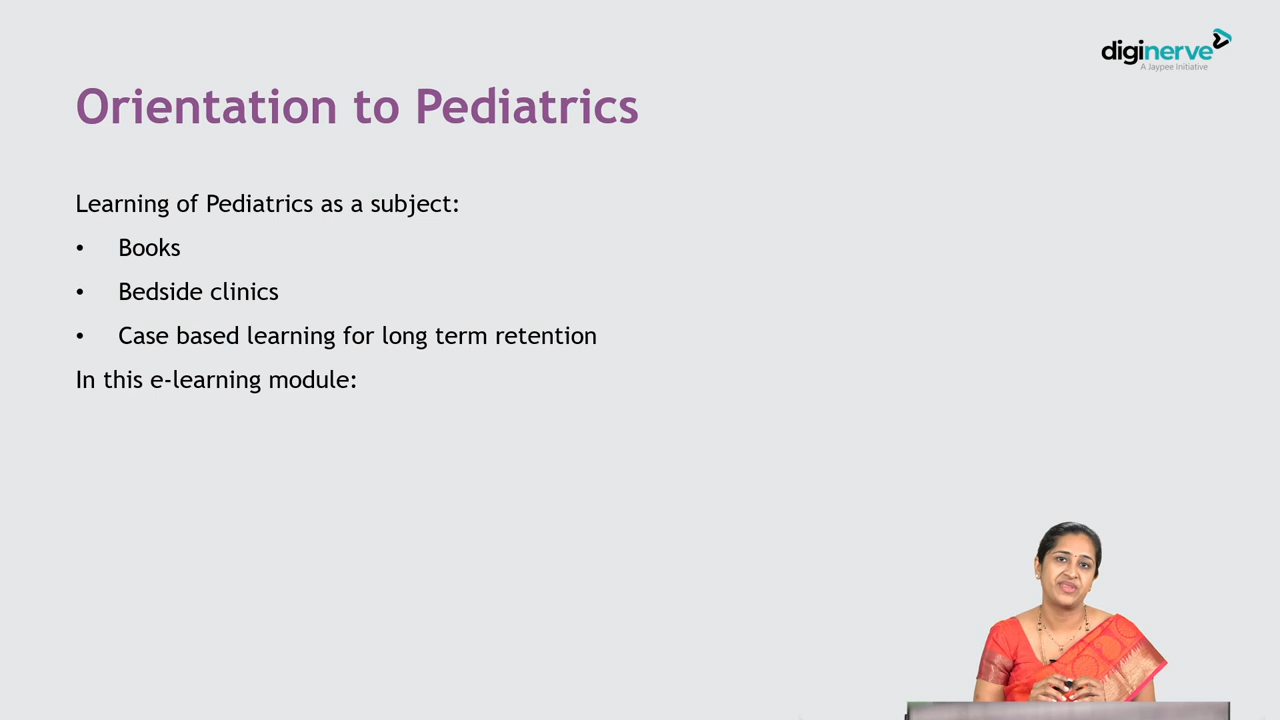 diginerve
A Jaypee Initiative
Orientation to Pediatrics
Learning of Pediatrics as a subject:
• Books
• Bedside clinics
• Case based learning for long term retention
In this e-learning module: